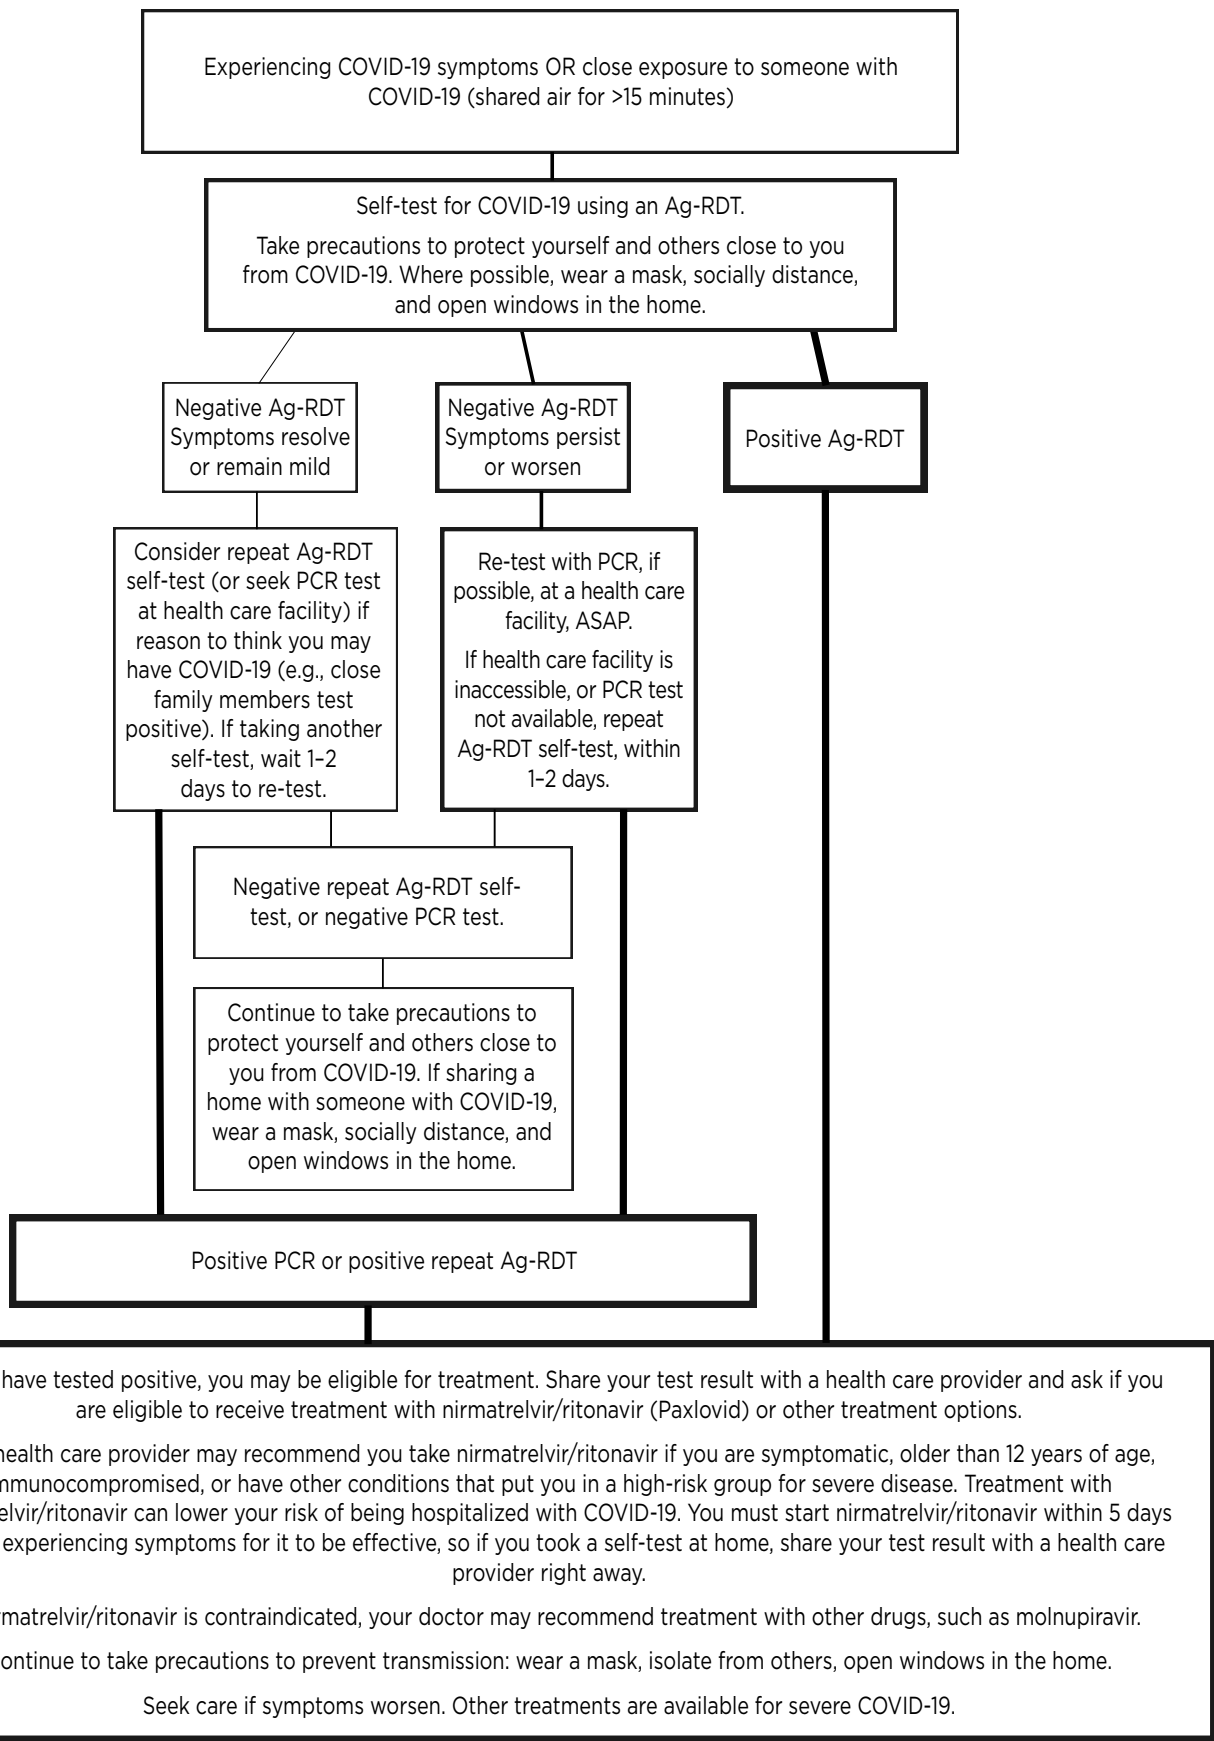 Experiencing COVID-19 symptoms OR close exposure to someone with
COVID-19 (shared air for >15 minutes)
Self-test for COVID-19 using an Ag-RDT.
Take precautions to protect yourself and others close to you
from COVID-19. Where possible, wear a mask, socially distance,
and open windows in the home.
Negative Ag-RDT
Symptoms resolve
or remain mild
Negative Ag-RDT
Symptoms persist
or worsen
Positive Ag-RDT
Consider repeat Ag-RDT
self-test (or seek PCR test
at health care facility) if
reason to think you may
have COVID-19 (e.g., close
family members test
positive). If taking another
self-test, wait 1–2
days to re-test.
Re-test with PCR, if
possible, at a health care
facility, ASAP.
If health care facility is
inaccessible, or PCR test
not available, repeat
Ag-RDT self-test, within
1–2 days.
Negative repeat Ag-RDT self-
test, or negative PCR test.
Continue to take precautions to
protect yourself and others close to
you from COVID-19. If sharing a
home with someone with COVID-19,
wear a mask, socially distance, and
open windows in the home.
Positive PCR or positive repeat Ag-RDT
have tested positive, you may be eligible for treatment. Share your test result with a health care provider and ask if you
are eligible to receive treatment with nirmatrelvir/ritonavir (Paxlovid) or other treatment options.
health care provider may recommend you take nirmatrelvir/ritonavir if you are symptomatic, older than 12 years of age,
mmunocompromised, or have other conditions that put you in a high-risk group for severe disease. Treatment with
elvir/ritonavir can lower your risk of being hospitalized with COVID-19. You must start nirmatrelvir/ritonavir within 5 days
experiencing symptoms for it to be effective, so if you took a self-test at home, share your test result with a health care
provider right away.
rmatrelvir/ritonavir is contraindicated, your doctor may recommend treatment with other drugs, such as molnupiravir.
ontinue to take precautions to prevent transmission: wear a mask, isolate from others, open windows in the home.
Seek care if symptoms worsen. Other treatments are available for severe COVID-19.